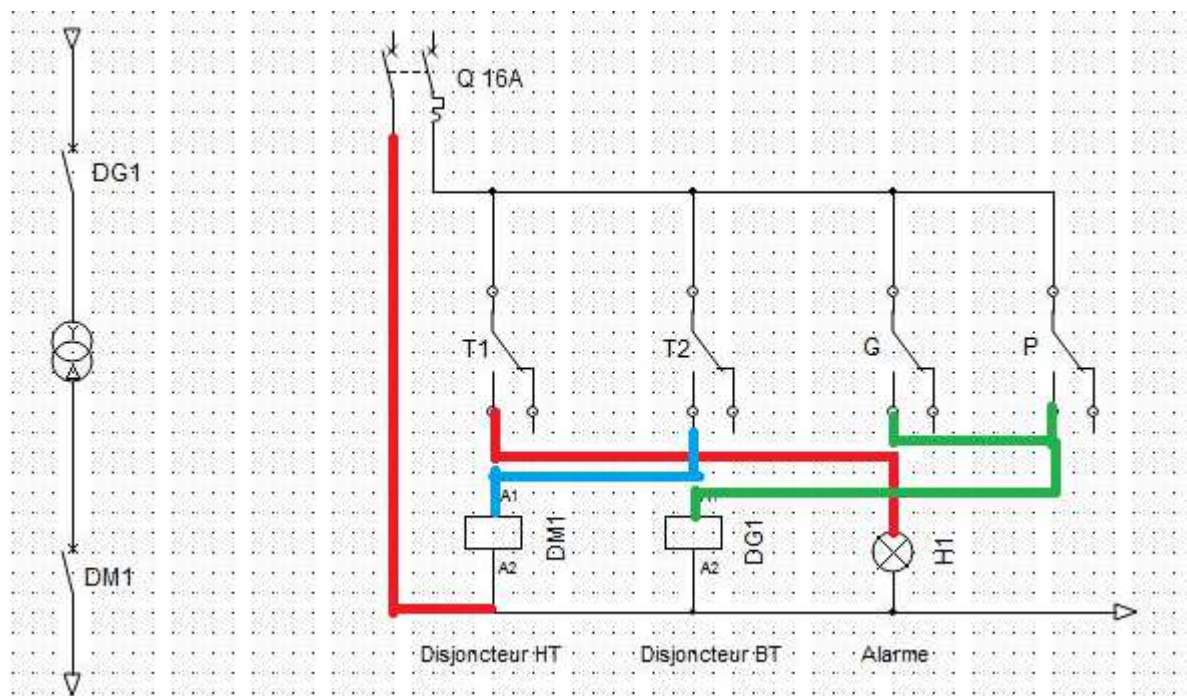 Q 16A
DG1
T1 T2 G P
A1
DM1 DG1 H1
DM1
A2 A2
Disjoncteur HT Disjoncteur BT Alarme